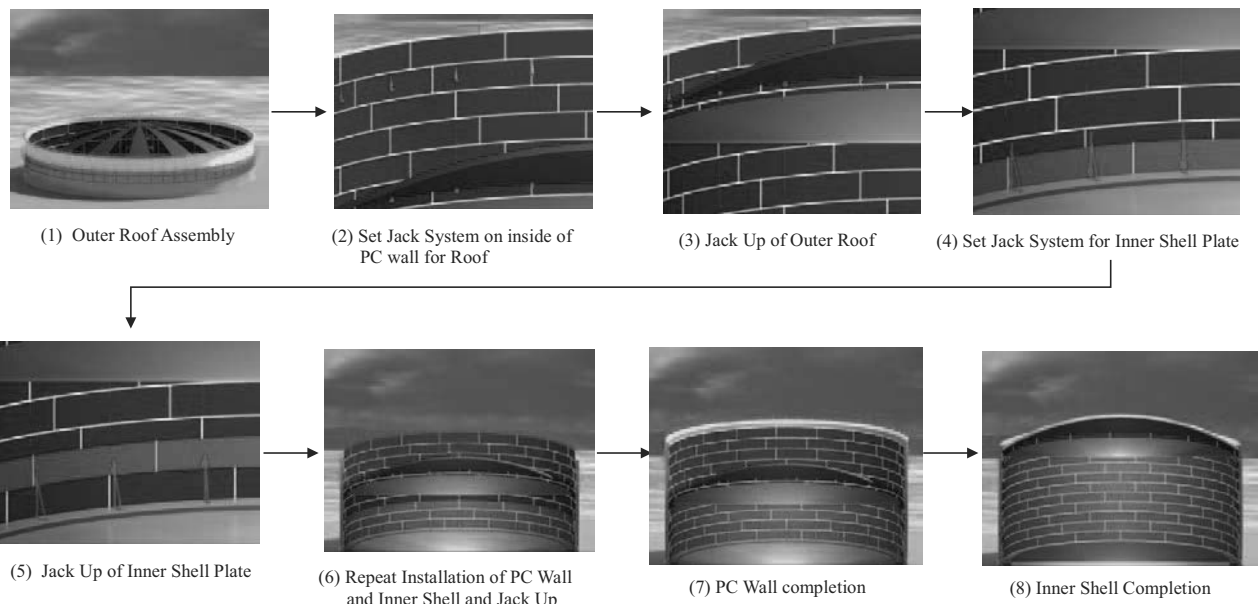 (1) Outer Roof Assembly
(2) Set Jack System on inside of
PC wall for Roof
(3) Jack Up of Outer Roof
(4) Set Jack System for Inner Shell Plate
(5) Jack Up of Inner Shell Plate
(6) Repeat Installation of PC Wall
and Inner Shell and Jack Up
(7) PC Wall completion
(8) Inner Shell Completion